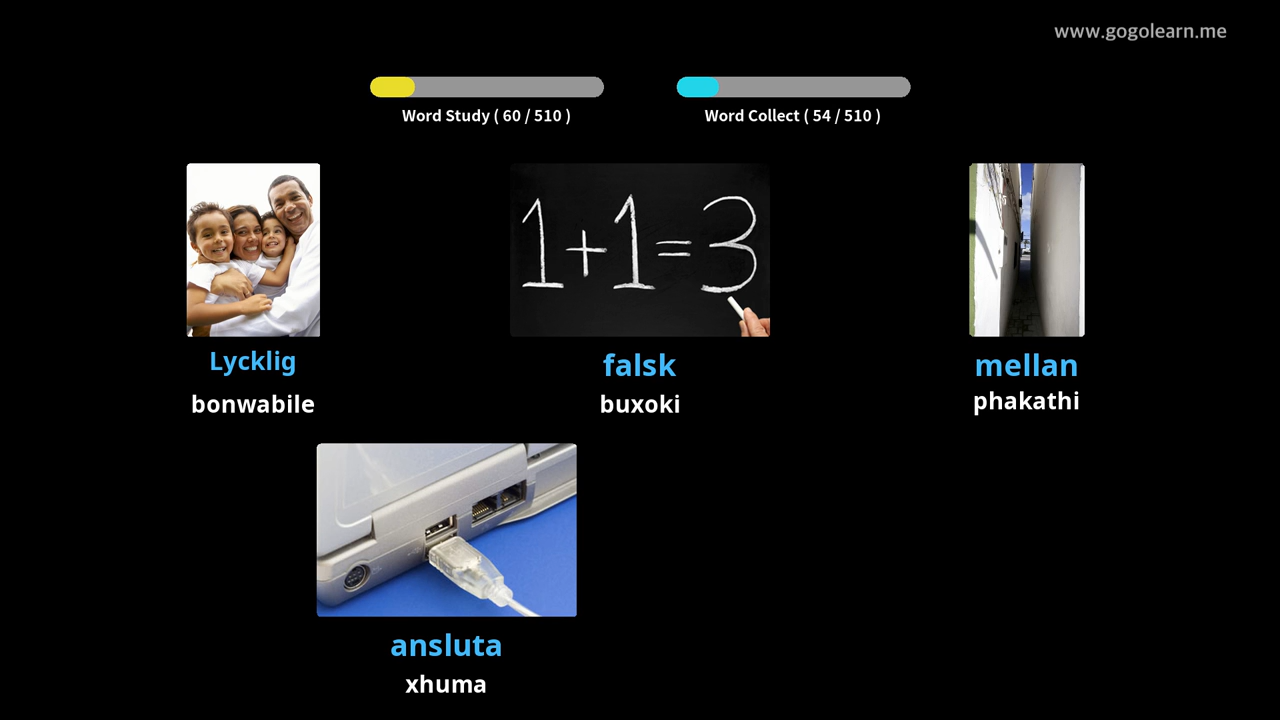 www.gogolearn.me
Word Study ( 60 / 510 )
Word Collect ( 54 / 510 )
1+1=3
Lycklig
falsk
mellan
bonwabile
buxoki
phakathi
ansluta
xhuma